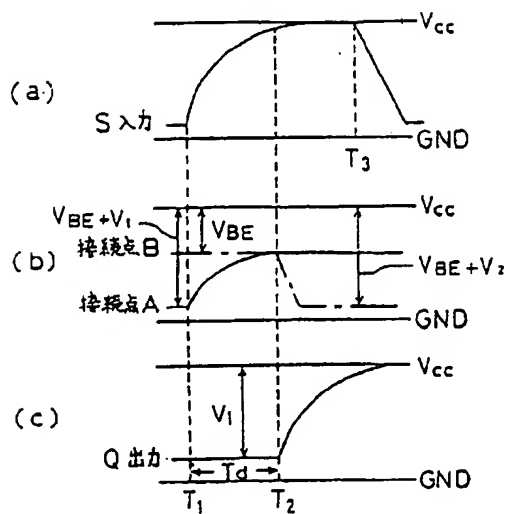 (a)
Vcc
S入力
T3
GND
VBE+V1
VBE
Vcc
接続点B
(b)
VBE+V2
接続点A
GND
Vcc
(c)
V1
Q出力
Td
GND
T1
T2